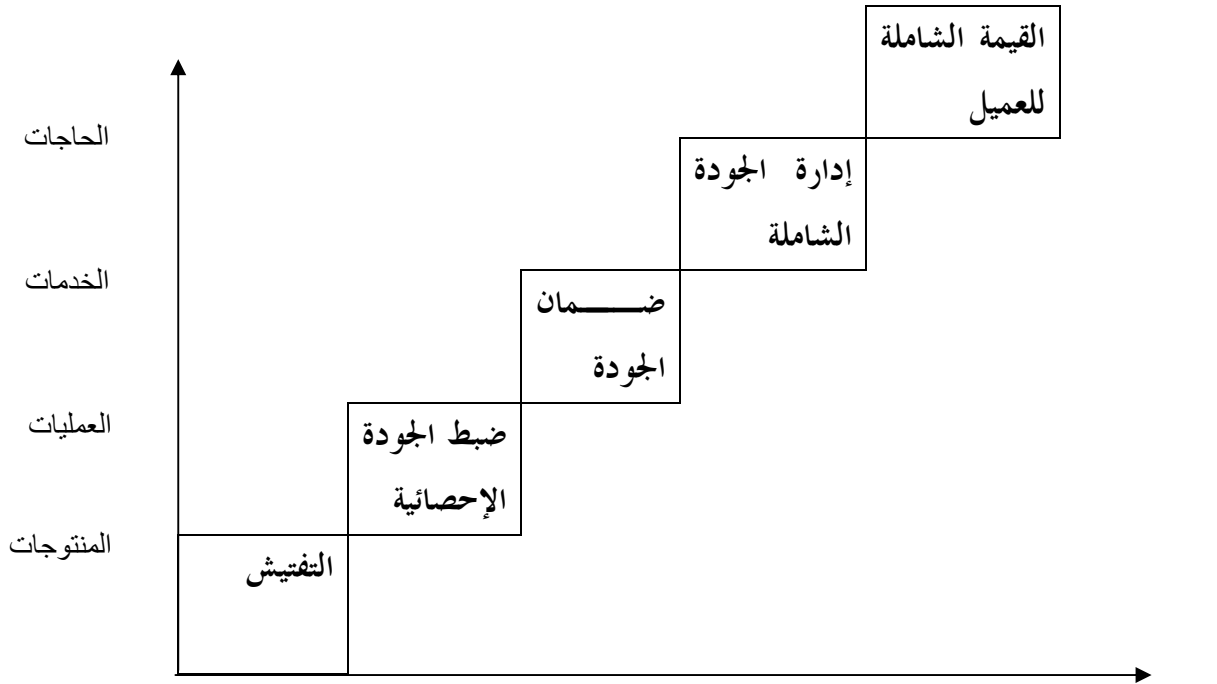 القيمة الشاملة
للعميل
الحاجات
إدارة الجودة
الشاملة
الخدمات
ضـــــمان
الجودة
العمليات
ضبط الجودة
الإحصائية
المنتوجات
التفتيش